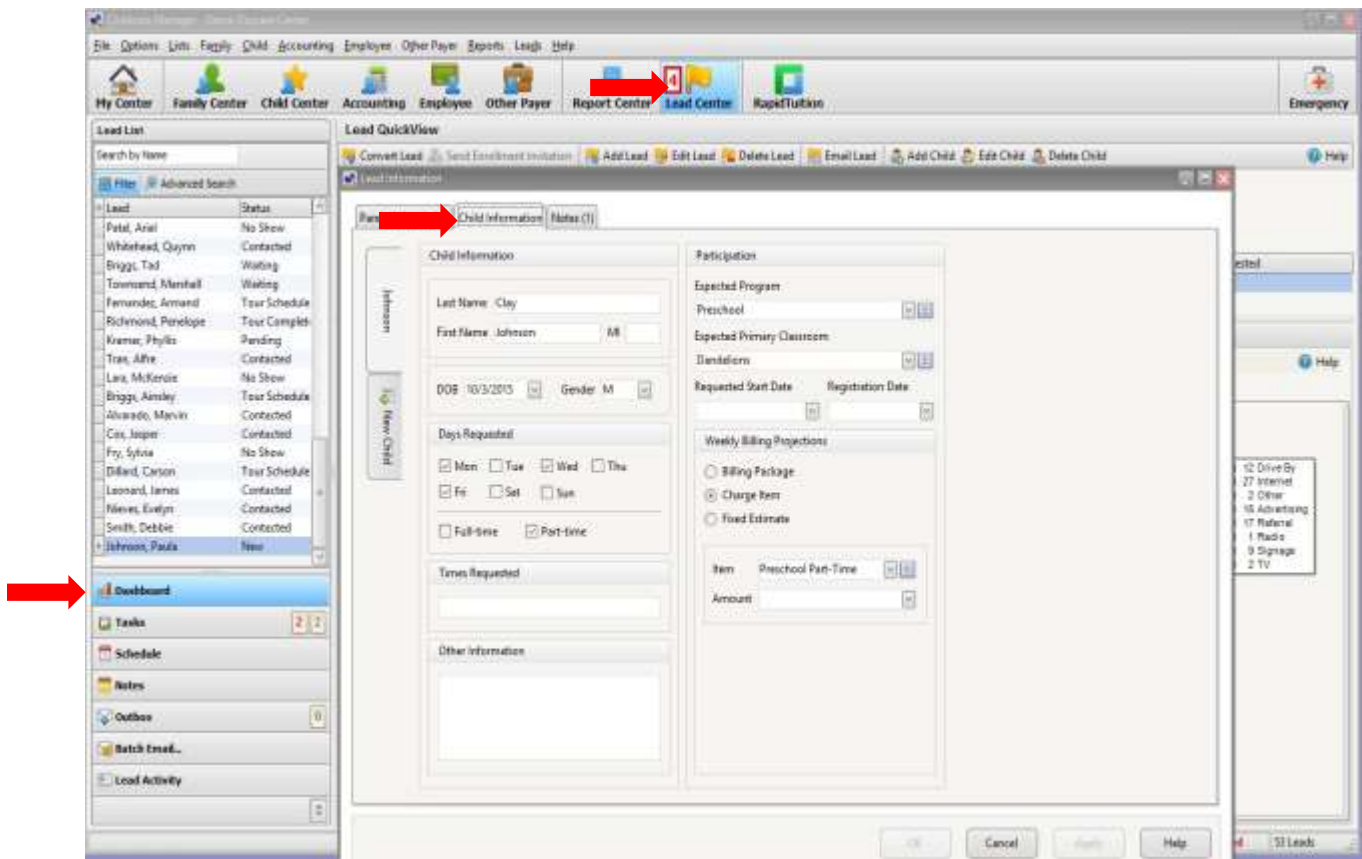 File Options Lists Family Child Accounting Employee Other Payer Reports Leads Help
4
My Center Family Center Child Center Accounting Employee Other Payer Report Center Lead Center RapidTuition Emergency
Lead List
Lead QuickView
Search by Name
Convert Lead Send Enrollment Invitation Add Lead Edit Lead Delete Lead Email Lead Add Child Edit Child Delete Child Help
Filter Advanced Search
Lead Information
Lead Status
Patal, Ariel No Show
Whitehead, Quynn Contacted
Briggs, Tad Waiting
Townsend, Marshall Waiting
Fernandez, Armand Tour Schedule
Richmond, Penelope Tour Complet
Kramer, Phyllis Pending
Tran, Alfre Contacted
Lara, McKenzie No Show
Briggs, Ainsley Tour Schedule
Alvarado, Marvin Contacted
Cox, Jasper Contacted
Fry, Sylvia No Show
Dillard, Carson Tour Schedule
Leonard, James Contacted
Nieves, Evelyn Contacted
Smith, Debbie Contacted
Johnson, Paula New
Dashboard
Tasks 2 2
Schedule
Notes
Outbox 0
Batch Email...
Lead Activity
Child Information Notes (1)
Johnson
New Child
Child Information
Last Name Clay
First Name Johnson MI
DOB 10/3/2015 Gender M
Days Requested
Mon Tue Wed Thu
Fri Sat Sun
Full-time Part-time
Times Requested
Other Information
Participation
Expected Program
Preschool
Expected Primary Classroom
Dandelions
Requested Start Date Registration Date
Weekly Billing Projections
Billing Package
Charge Item
Fixed Estimate
Item Preschool Part-Time
Amount
OK Cancel Apply Help
ested
Help
12 Drive By
27 Internet
2 Other
16 Advertising
17 Referral
1 Radio
9 Signage
2 TV
53 Leads